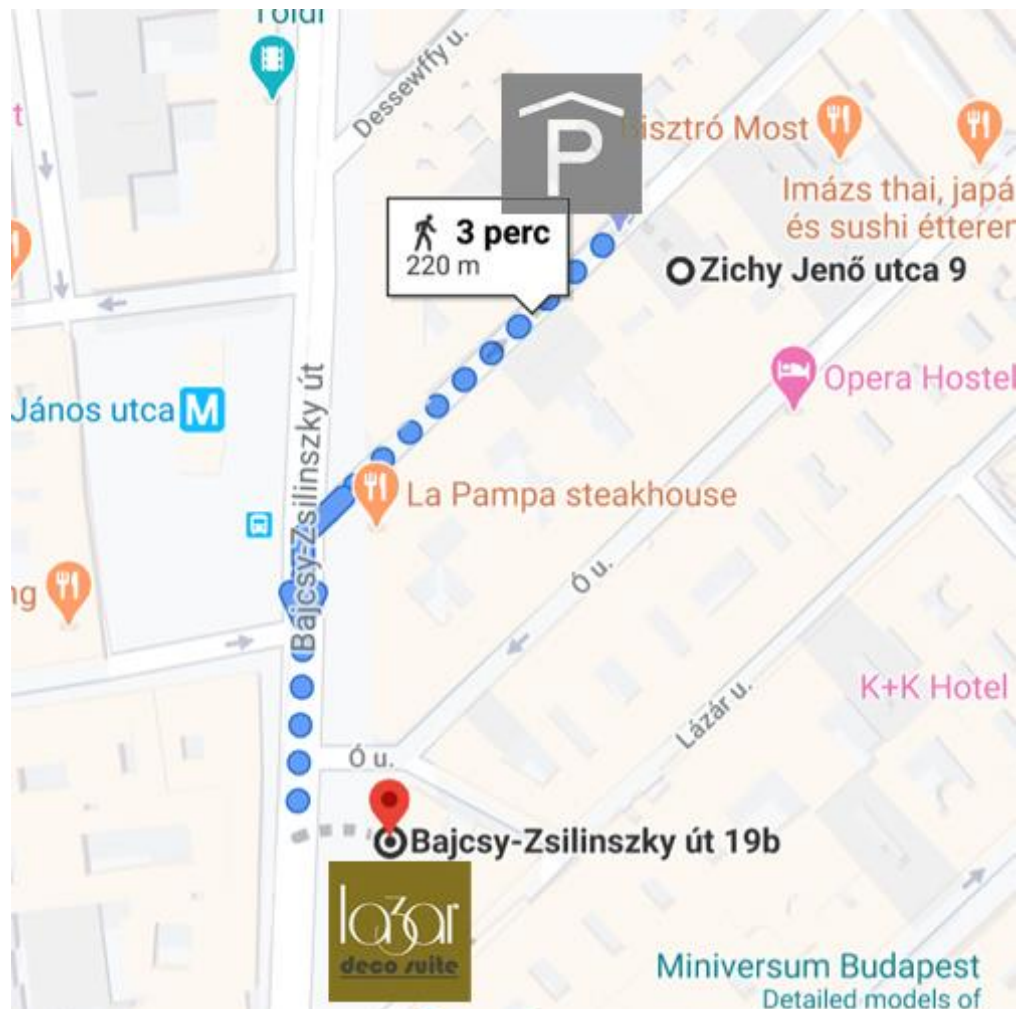 Toldi
t
Dessewffy u.
P
Bisztró Most
Imázs thai, japá
és sushi étterem
3 perc
220 m
Zichy Jenő utca 9
Bajcsy-Zsilinszky út
Opera Hostel
János utca M
La Pampa steakhouse
ng
Ó u.
K+K Hotel
Lázár u.
Ó u.
Bajcsy-Zsilinszky út 19b
lazar
deco suite
Miniversum Budapest
Detailed models of